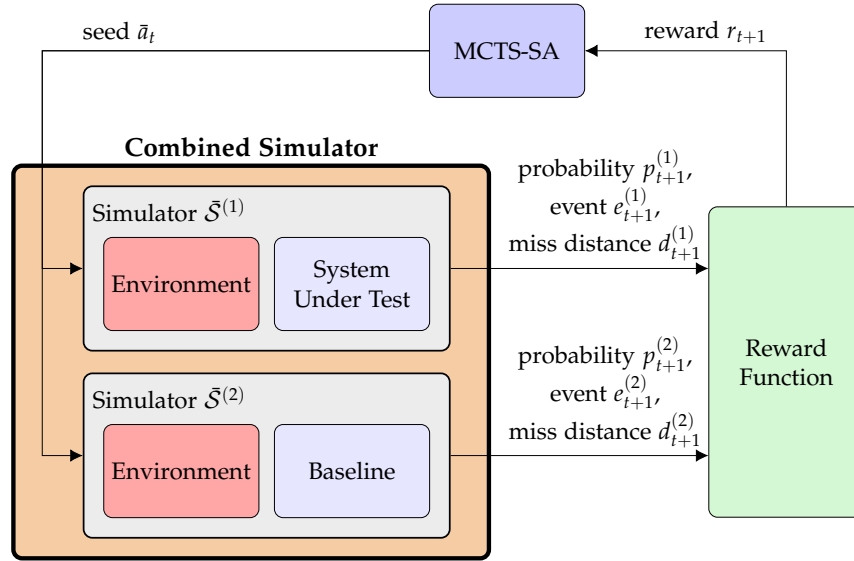 seed ā_t
MCTS-SA
reward r_{t+1}
Combined Simulator
Simulator 𝒮̄^{(1)}
Environment
System
Under Test
probability p_{t+1}^{(1)},
event e_{t+1}^{(1)},
miss distance d_{t+1}^{(1)}
Simulator 𝒮̄^{(2)}
Environment
Baseline
probability p_{t+1}^{(2)},
event e_{t+1}^{(2)},
miss distance d_{t+1}^{(2)}
Reward
Function